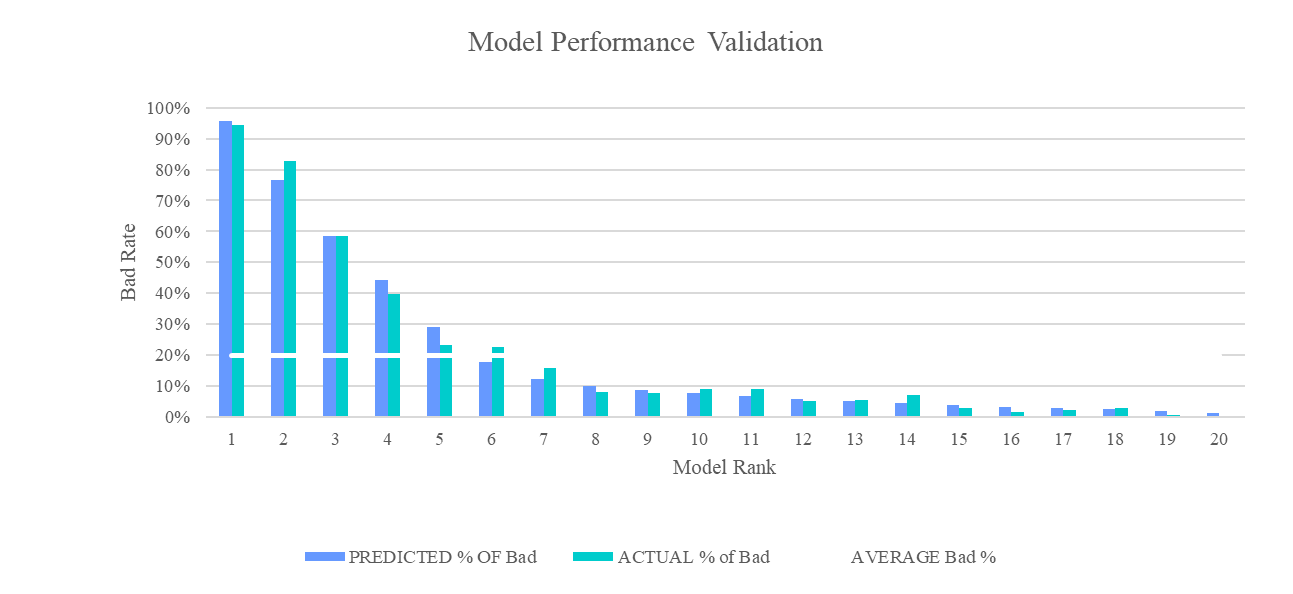 Model Performance Validation
100%
90%
80%
70%
60%
50%
40%
30%
20%
10%
0%
Bad Rate
1 2 3 4 5 6 7 8 9 10 11 12 13 14 15 16 17 18 19 20
Model Rank
PREDICTED % OF Bad ACTUAL % of Bad AVERAGE Bad %